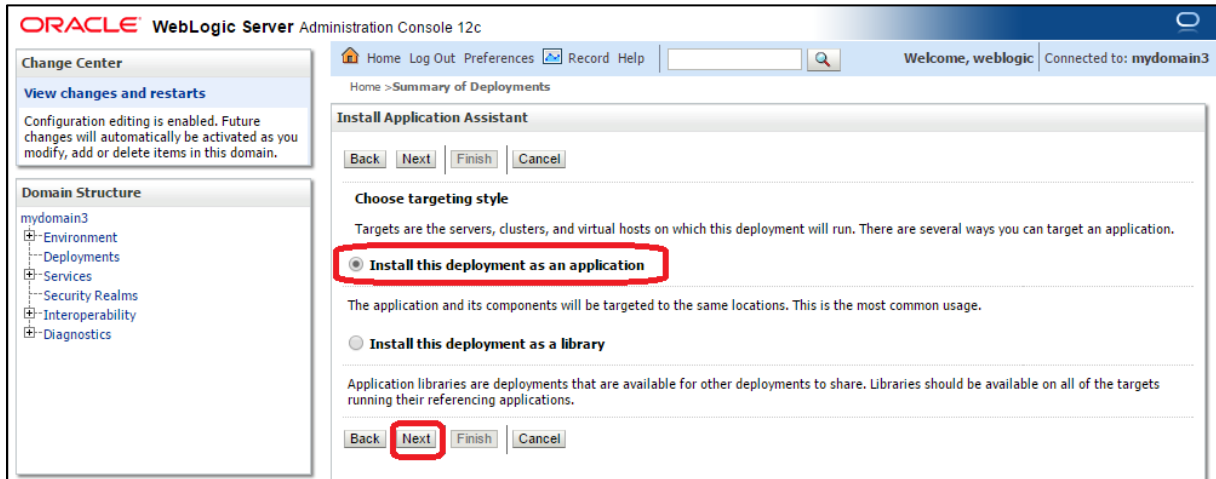 ORACLE WebLogic Server Administration Console 12c
Change Center
View changes and restarts
Configuration editing is enabled. Future
changes will automatically be activated as you
modify, add or delete items in this domain.
Domain Structure
mydomain3
Environment
Deployments
Services
Security Realms
Interoperability
Diagnostics
Home Log Out Preferences Record Help
Welcome, weblogic Connected to: mydomain3
Home >Summary of Deployments
Install Application Assistant
Back Next Finish Cancel
Choose targeting style
Targets are the servers, clusters, and virtual hosts on which this deployment will run. There are several ways you can target an application.
Install this deployment as an application
The application and its components will be targeted to the same locations. This is the most common usage.
Install this deployment as a library
Application libraries are deployments that are available for other deployments to share. Libraries should be available on all of the targets
running their referencing applications.
Back Next Finish Cancel